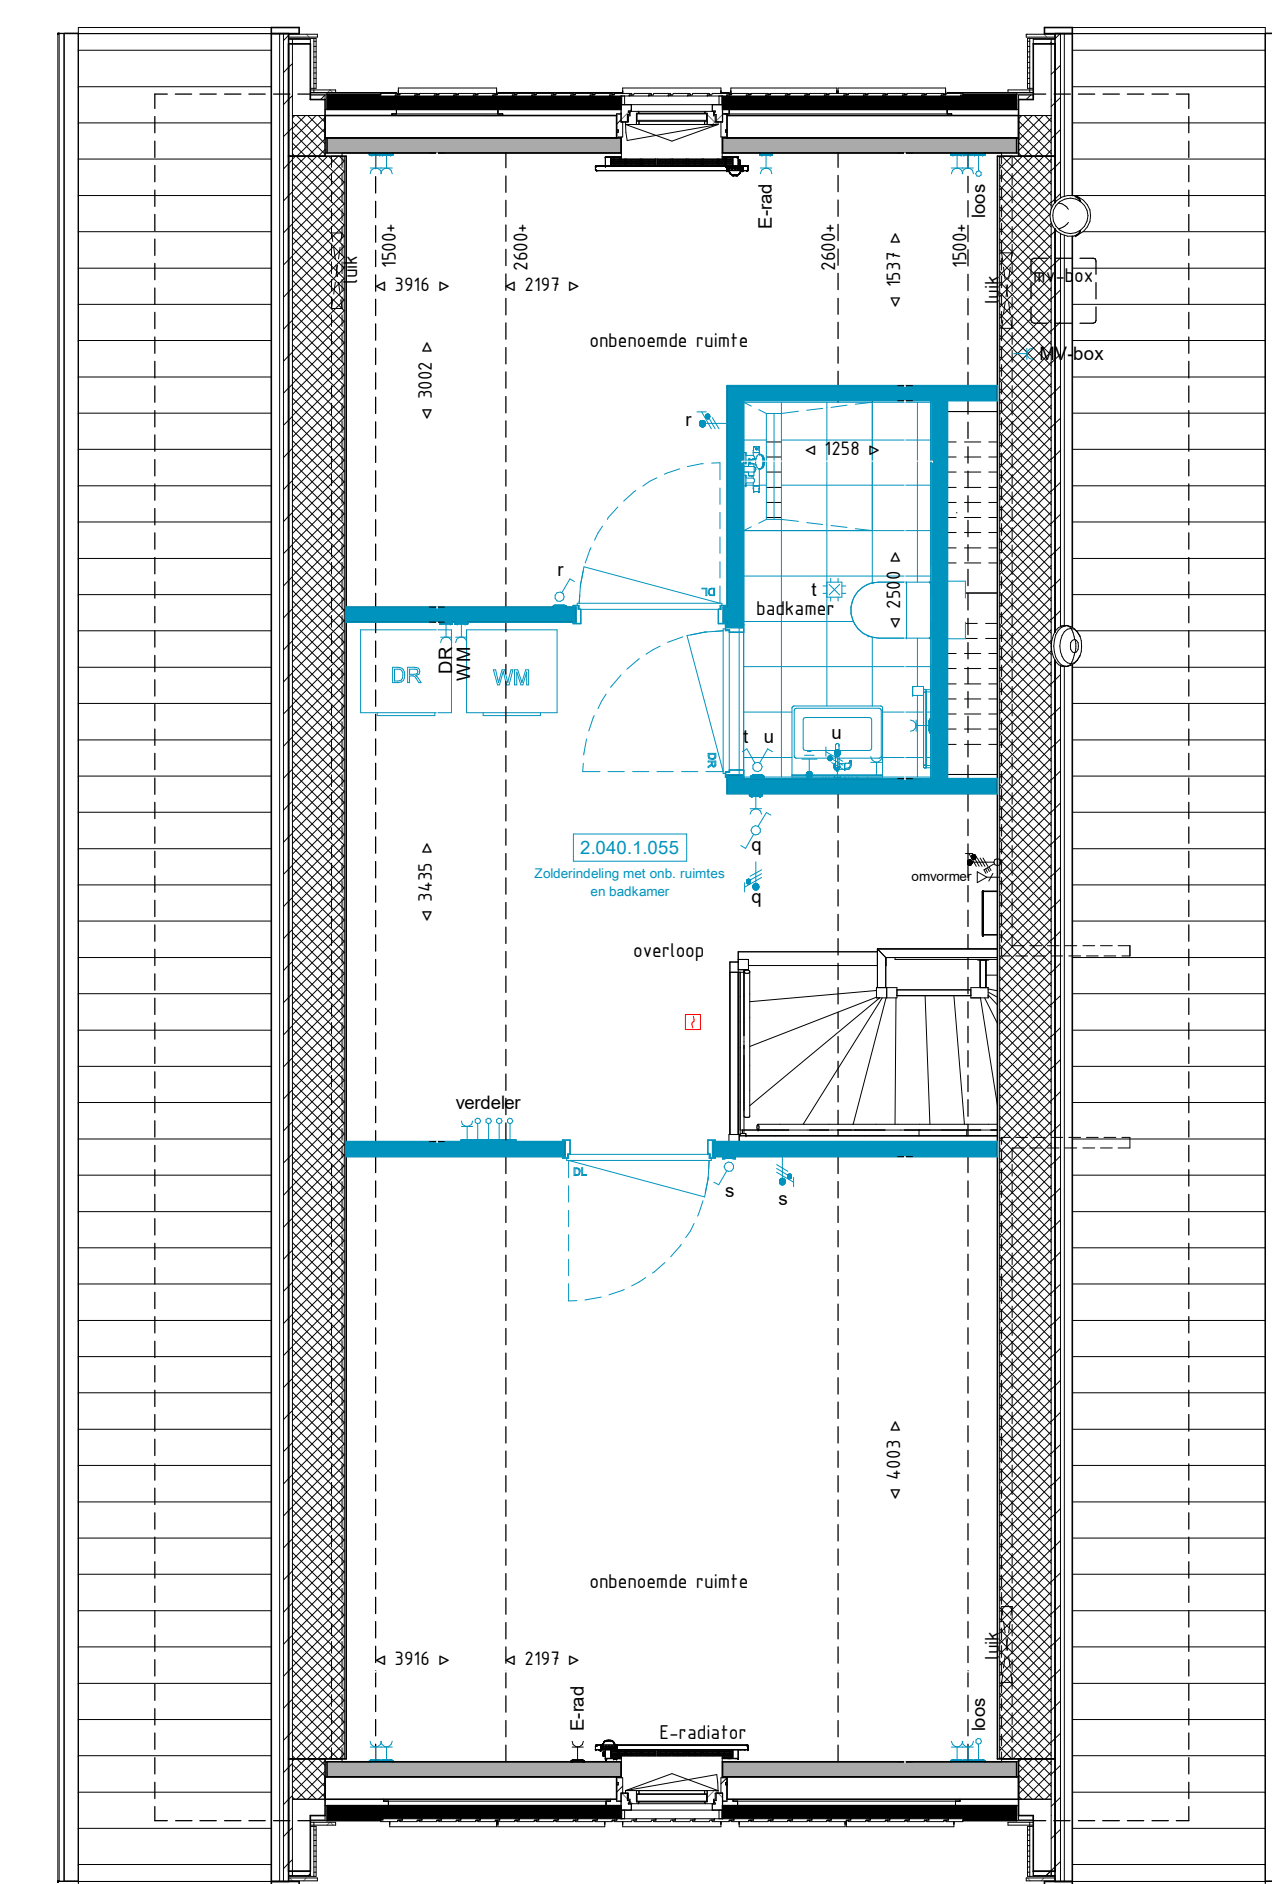 E-rad
loos
luik
1500+
2600+
2600+
1537
1500+
luik
mv-box
3916
2197
onbenoemde ruimte
MV-box
3002
r
1258
r
DL
t
badkamer
2500
DR
WM
DR
WM
t u
u
DR
q
2.040.1.055
Zolderindeling met onb. ruimtes
en badkamer
3435
q
omvormer
overloop
verdeler
DL
s
s
4003
onbenoemde ruimte
luik
3916
2197
E-rad
E-radiator
loos